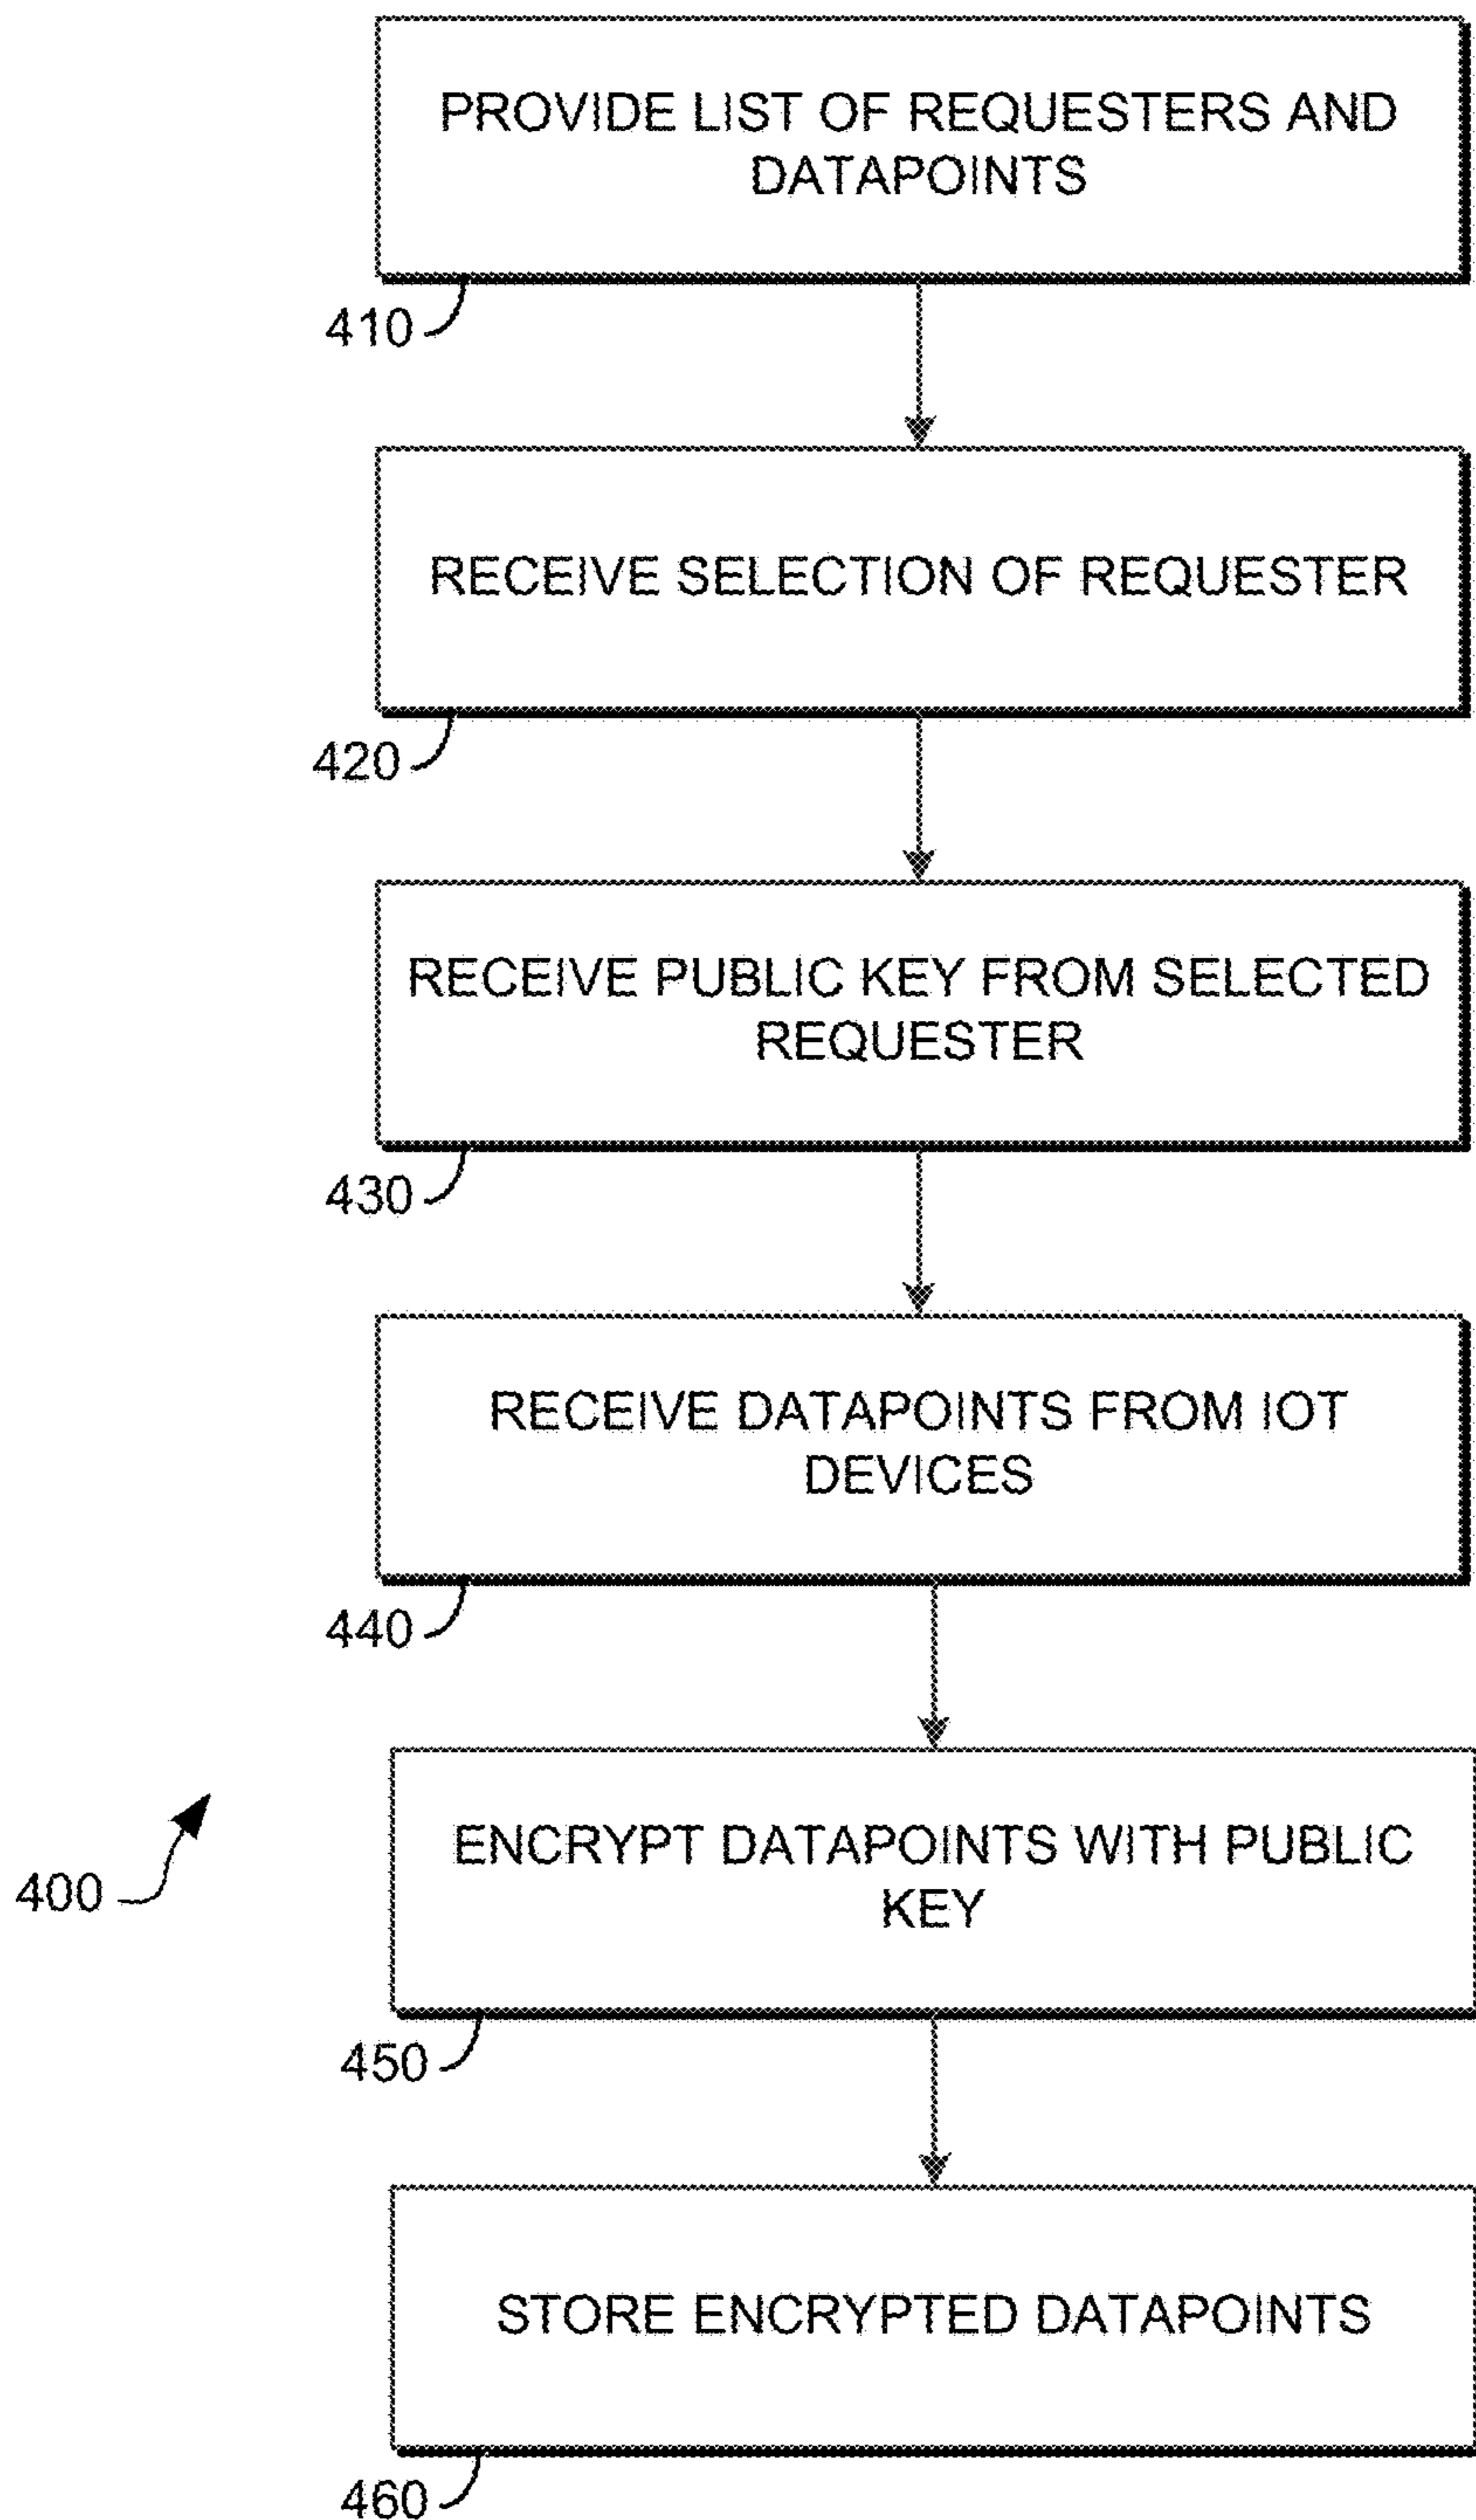 PROVIDE LIST OF REQUESTERS AND
DATAPOINTS
410
RECEIVE SELECTION OF REQUESTER
420
RECEIVE PUBLIC KEY FROM SELECTED
REQUESTER
430
RECEIVE DATAPOINTS FROM IOT
DEVICES
440
ENCRYPT DATAPOINTS WITH PUBLIC
KEY
400
450
STORE ENCRYPTED DATAPOINTS
460